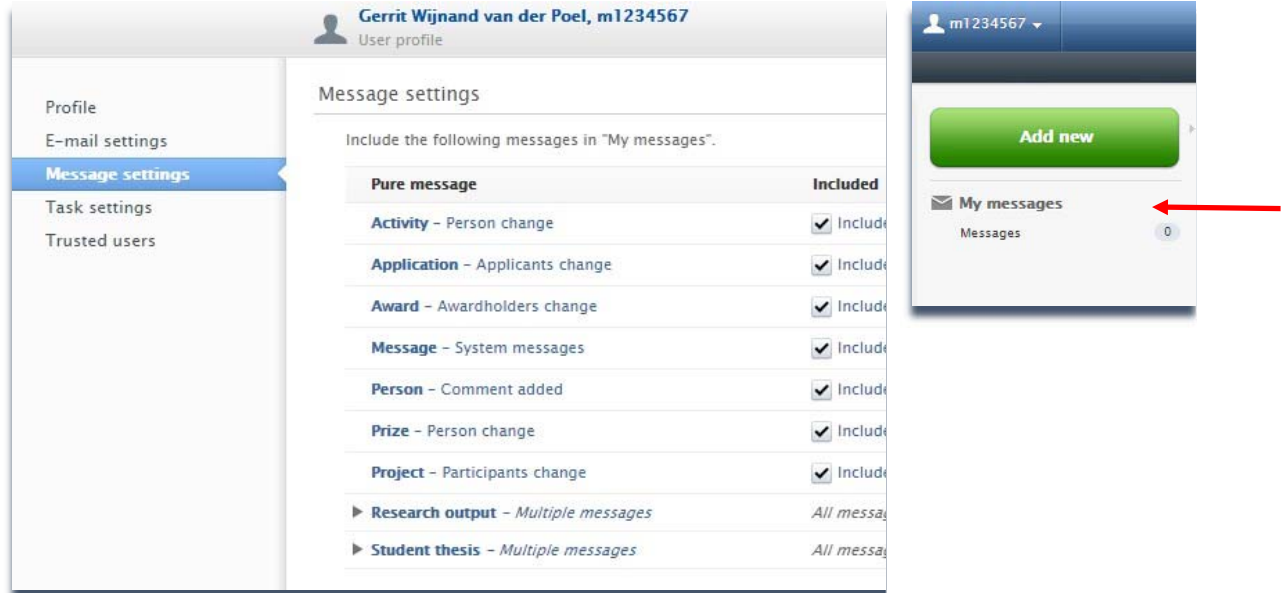 Gerrit Wijnand van der Poel, m1234567
User profile
Profile
E-mail settings
Message settings
Task settings
Trusted users
Message settings
Include the following messages in "My messages".
Pure message Included
Activity - Person change Include
Application - Applicants change Include
Award - Awardholders change Include
Message - System messages Include
Person - Comment added Include
Prize - Person change Include
Project - Participants change Include
Research output - Multiple messages All messag
Student thesis - Multiple messages All messag
m1234567
Add new
My messages
Messages 0